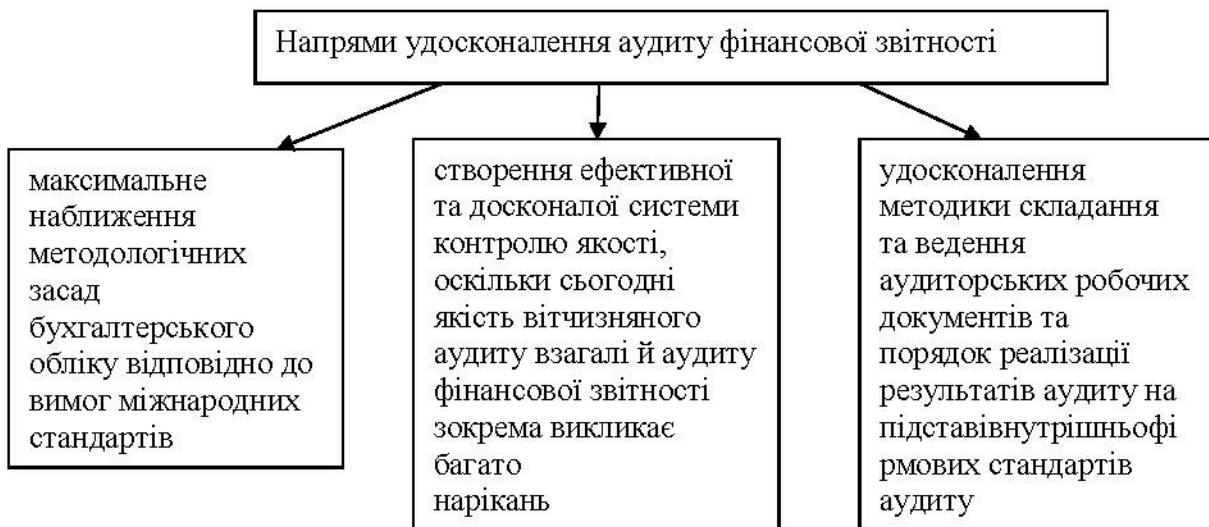 Напрями удосконалення аудиту фінансової звітності
максимальне
наближення
методологічних
засад
бухгалтерського
обліку відповідно до
вимог міжнародних
стандартів
створення ефективної
та досконалої системи
контролю якості,
оскільки сьогодні
якість вітчизняного
аудиту взагалі й аудиту
фінансової звітності
зокрема викликає
багато
нарікань
удосконалення
методики складання
та ведення
аудиторських робочих
документів та
порядок реалізації
результатів аудиту на
підставівнутрішньофі
рмових стандартів
аудиту